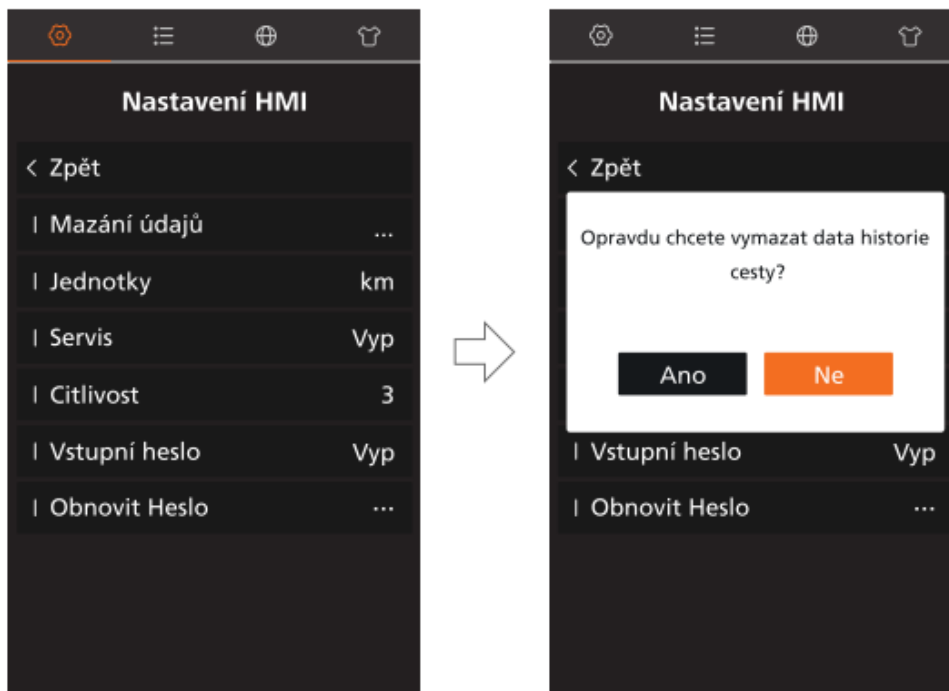 Nastavení HMI
< Zpět
| Mazání údajů ...
| Jednotky km
| Servis Vyp
| Citlivost 3
| Vstupní heslo Vyp
| Obnovit Heslo ...
Nastavení HMI
< Zpět
Opravdu chcete vymazat data historie
cesty?
Ano Ne
| Vstupní heslo Vyp
| Obnovit Heslo ...